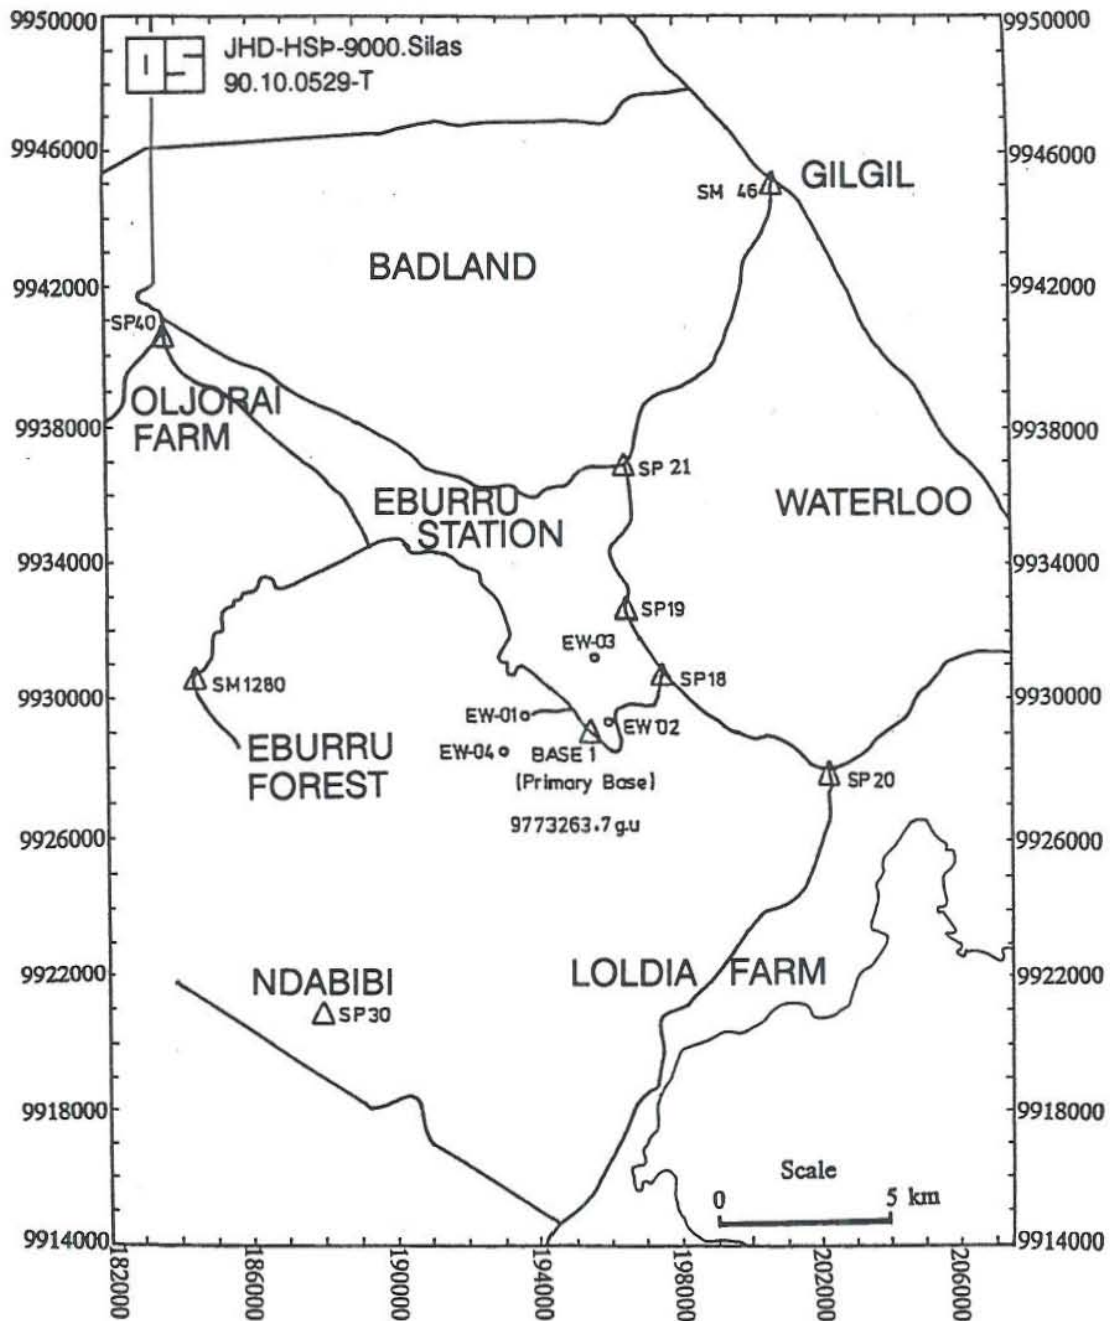 9950000
9950000
JHD-HSP-9000.Silas
90.10.0529-T
9946000
9946000
SM 46
GILGIL
BADLAND
9942000
9942000
SP40
OLJORAI
FARM
9938000
9938000
SP 21
EBURRU
STATION
WATERLOO
9934000
9934000
SP19
EW-03
SM1280
SP18
9930000
9930000
EW-01
EW-02
EW-04
BASE 1
(Primary Base)
EBURRU
FOREST
SP20
9773263.7 g.u
9926000
9926000
9922000
9922000
NDABIBI
SP30
LOLDIA FARM
9918000
9918000
Scale
0 5 km
9914000
9914000
182000
186000
190000
194000
198000
202000
206000